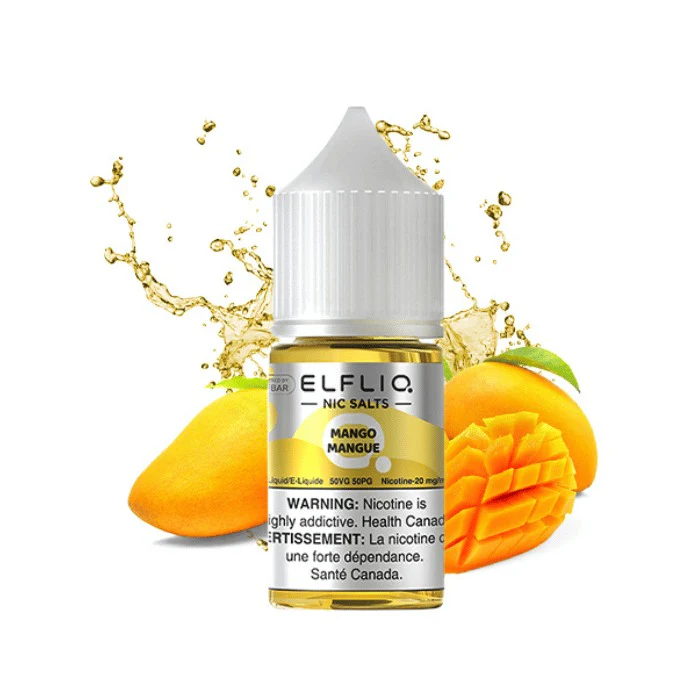 BAR
ELFLIQ
NIC SALTS
MANGO
MANGUE
iquid/E-Liquide 50VG 50PG Nicotine-20 mg/m
WARNING: Nicotine is
ighly addictive. Health Canad
ERTISSEMENT: La nicotine c
une forte dépendance.
Santé Canada.